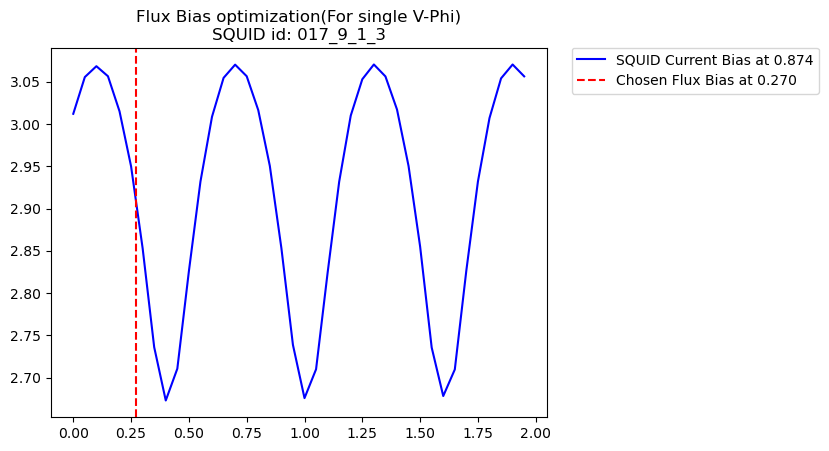 Flux Bias optimization(For single V-Phi)
SQUID id: 017_9_1_3
SQUID Current Bias at 0.874
Chosen Flux Bias at 0.270
3.05
3.00
2.95
2.90
2.85
2.80
2.75
2.70
0.00 0.25 0.50 0.75 1.00 1.25 1.50 1.75 2.00